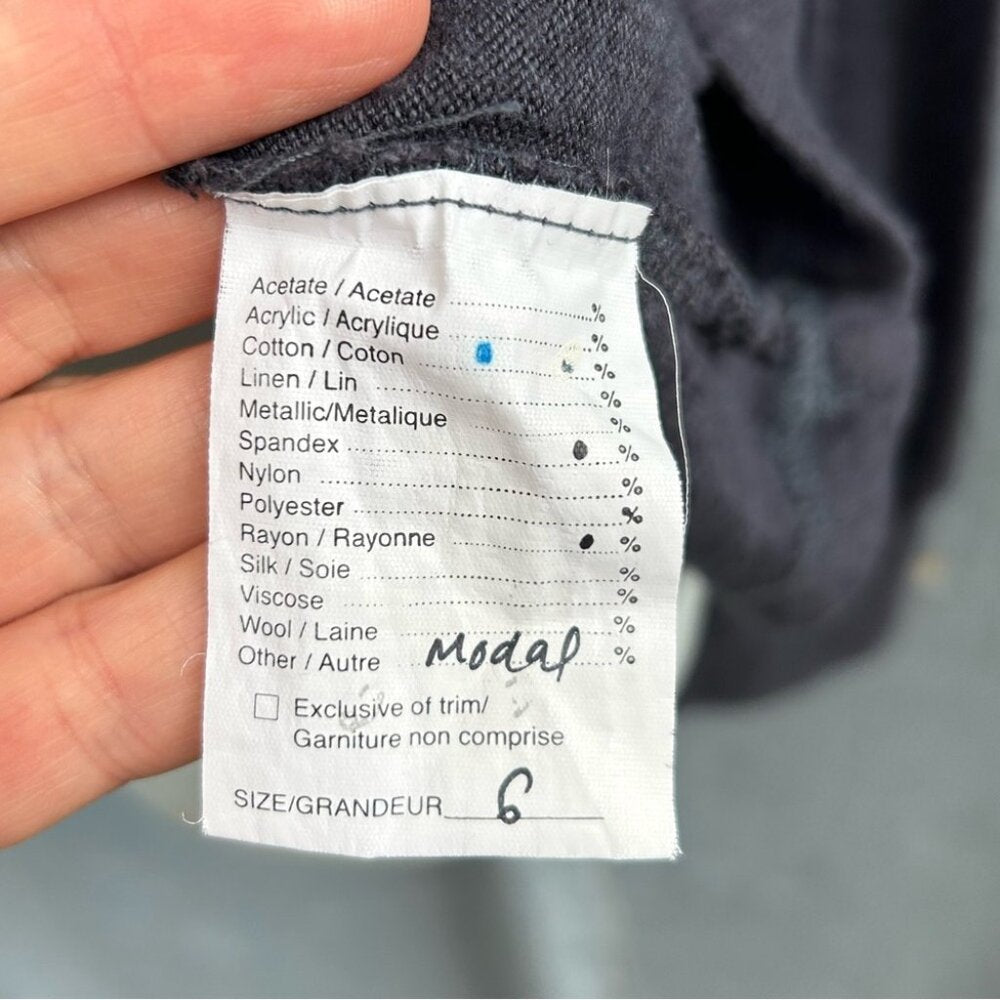 Acetate / Acetate ........................%
Acrylic / Acrylique ........................%
Cotton / Coton ........................%
Linen / Lin ........................%
Metallic/Metalique ........................%
Spandex ........................%
Nylon ........................%
Polyester ........................%
Rayon / Rayonne ........................%
Silk / Soie ........................%
Viscose ........................%
Wool / Laine ........................%
Other / Autre Modal %
Exclusive of trim/
Garniture non comprise
SIZE/GRANDEUR 6